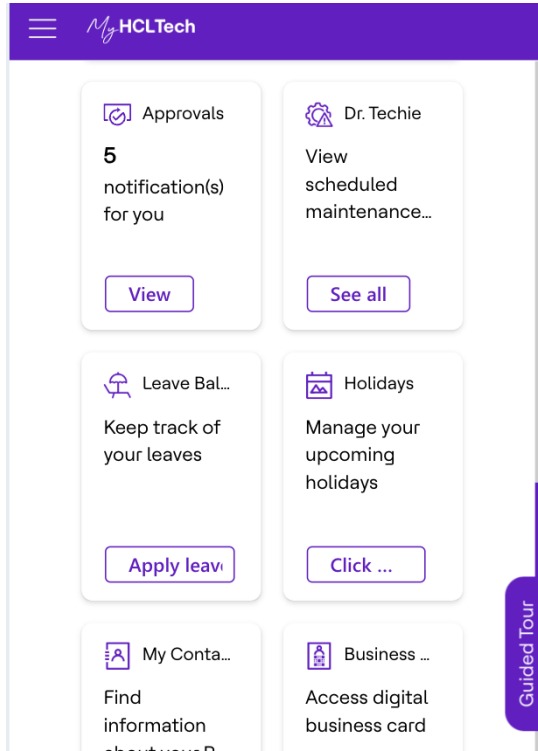 MyHCLTech
Approvals
5
notification(s)
for you
View
Dr. Techie
View
scheduled
maintenance...
See all
Leave Bal...
Keep track of
your leaves
Apply leav
Holidays
Manage your
upcoming
holidays
Click ...
My Conta...
Find
information
about your
Business ...
Access digital
business card
Guided Tour